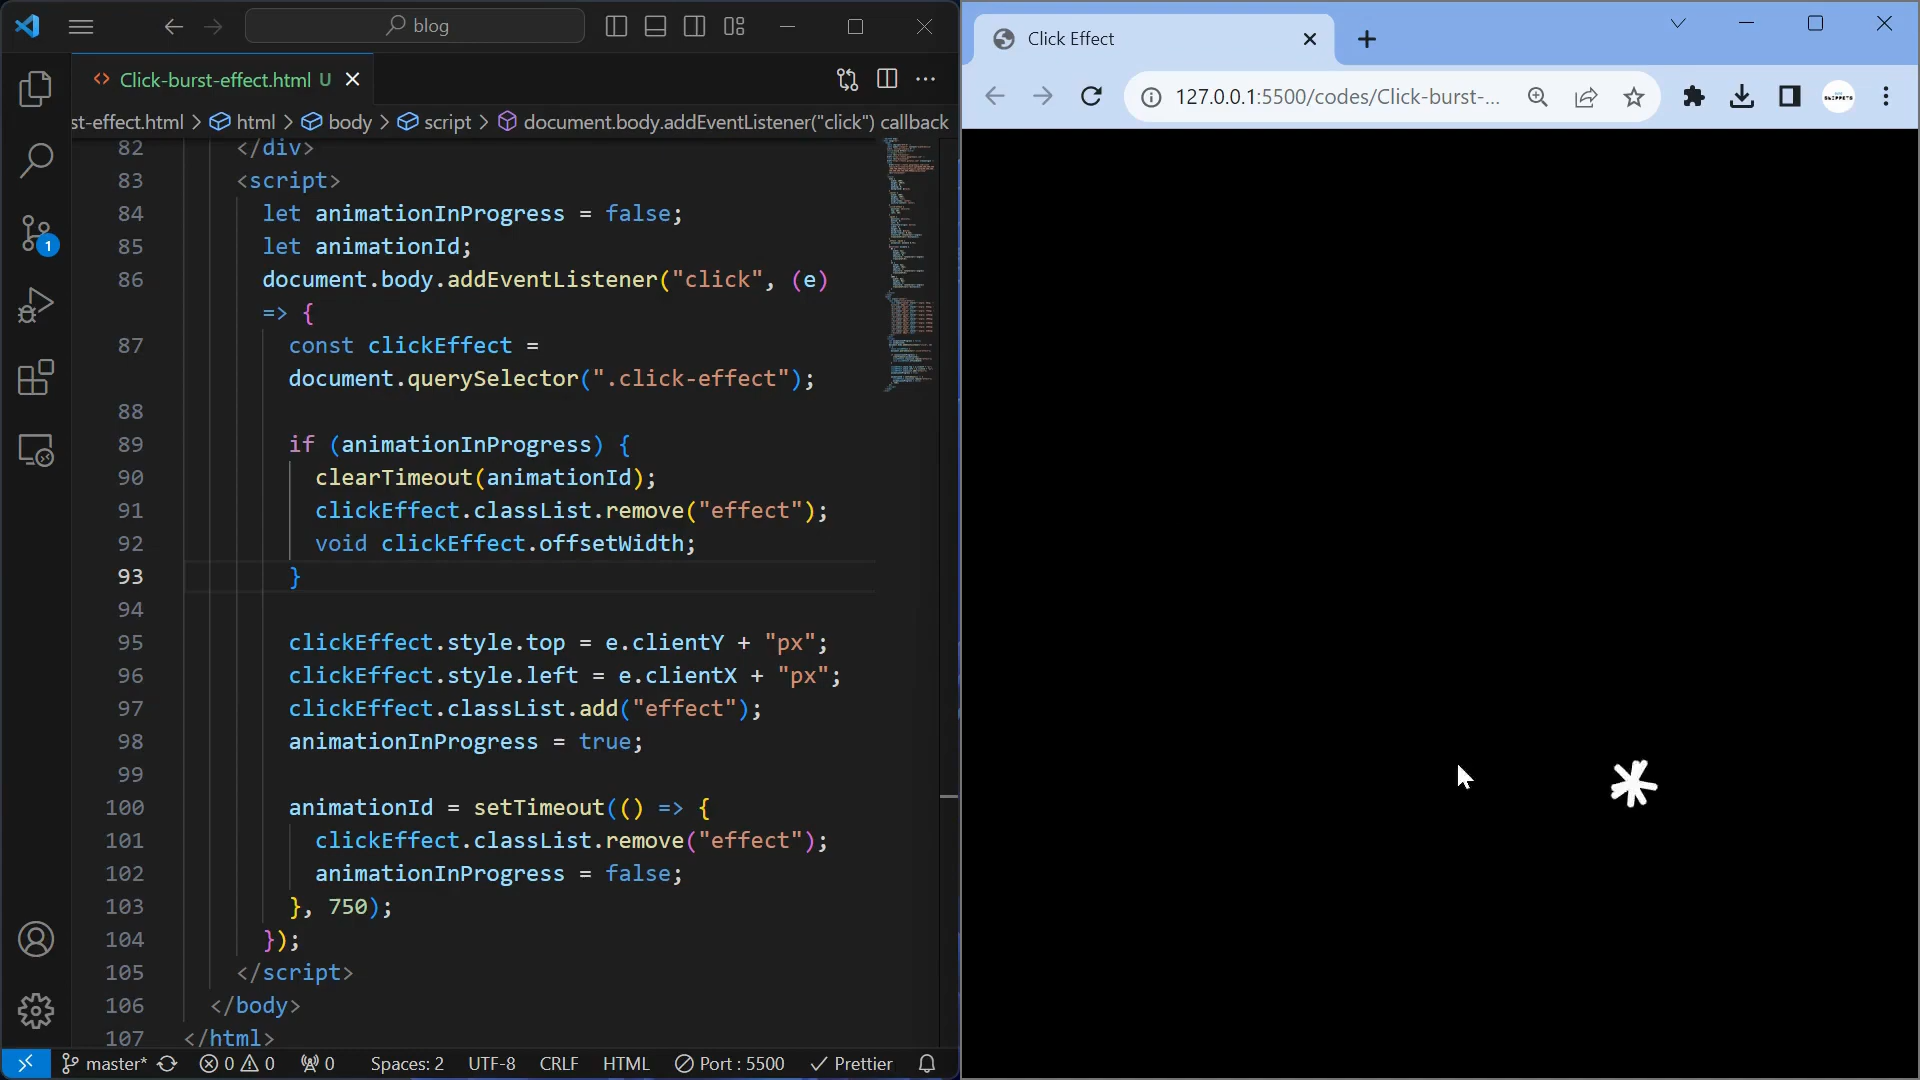 blog
Click-burst-effect.html U
st-effect.html > html > body > script > document.body.addEventListener("click") callback
82 </div>
83 <script>
84 let animationInProgress = false;
85 let animationId;
86 document.body.addEventListener("click", (e)
=> {
87 const clickEffect =
document.querySelector(".click-effect");
88
89 if (animationInProgress) {
90 clearTimeout(animationId);
91 clickEffect.classList.remove("effect");
92 void clickEffect.offsetWidth;
93 }
94
95 clickEffect.style.top = e.clientY + "px";
96 clickEffect.style.left = e.clientX + "px";
97 clickEffect.classList.add("effect");
98 animationInProgress = true;
99
100 animationId = setTimeout(() => {
101 clickEffect.classList.remove("effect");
102 animationInProgress = false;
103 }, 750);
104 });
105 </script>
106 </body>
107 </html>
1
master* 0 0 0 Spaces: 2 UTF-8 CRLF HTML Port : 5500 Prettier
Click Effect
127.0.0.1:5500/codes/Click-burst-...